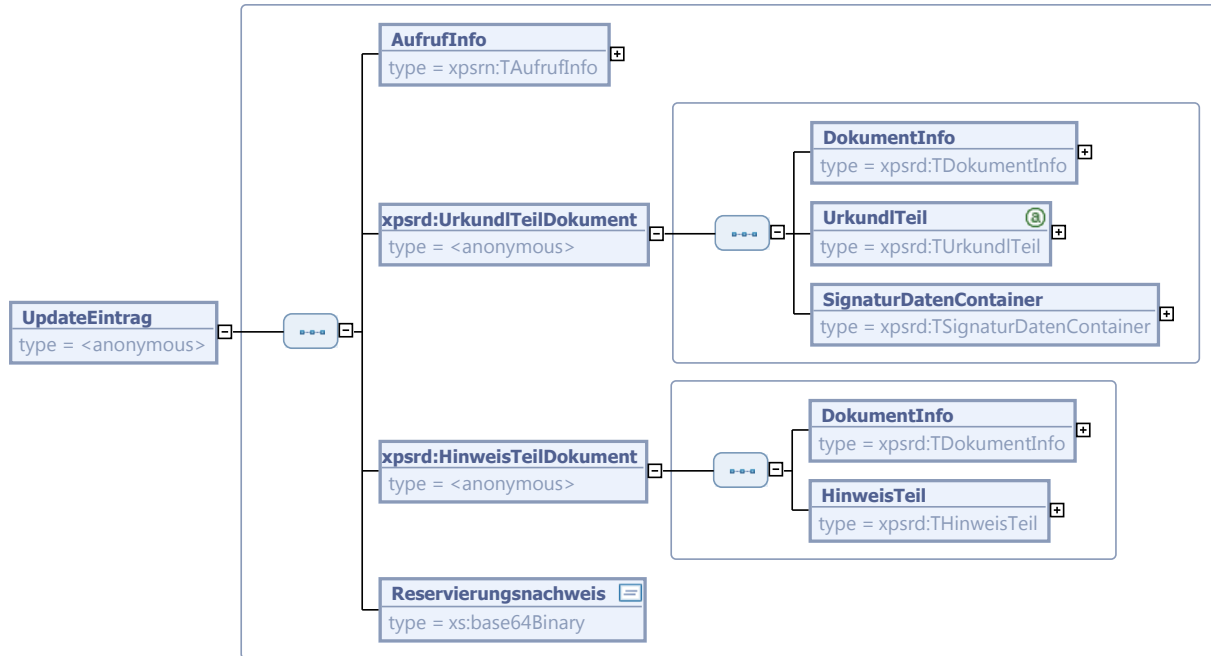 AufrufInfo
type = xpsrn:TAufrufInfo
DokumentInfo
type = xpsrd:TDokumentInfo
xpsrd:UrkundlTeilDokument
type = <anonymous>
UrkundlTeil
a
type = xpsrd:TUrkundlTeil
SignaturDatenContainer
type = xpsrd:TSignaturDatenContainer
UpdateEintrag
type = <anonymous>
xpsrd:HinweisTeilDokument
type = <anonymous>
DokumentInfo
type = xpsrd:TDokumentInfo
HinweisTeil
type = xpsrd:THinweisTeil
Reservierungsnachweis
type = xs:base64Binary